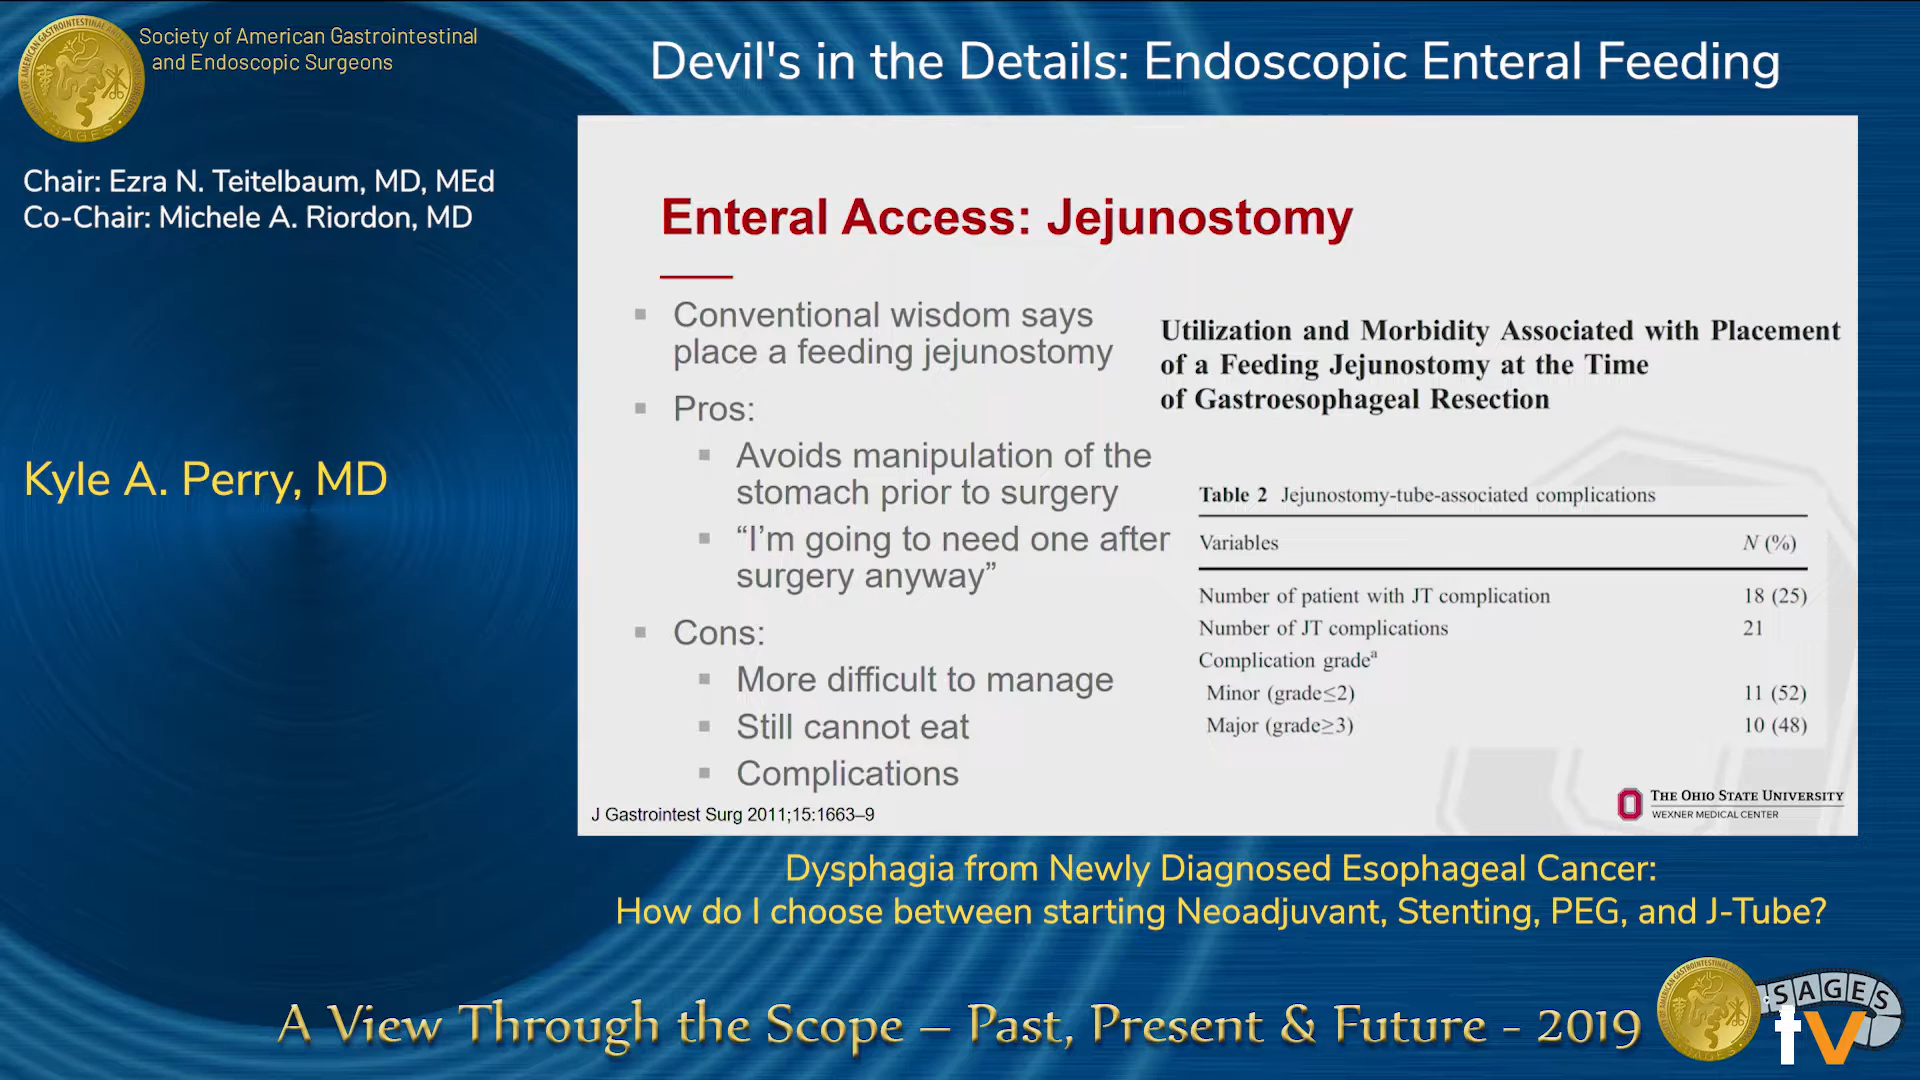 Society of American Gastrointestinal
and Endoscopic Surgeons
Devil's in the Details: Endoscopic Enteral Feeding
Chair: Ezra N. Teitelbaum, MD, MEd
Co-Chair: Michele A. Riordon, MD
Kyle A. Perry, MD
Enteral Access: Jejunostomy
▪ Conventional wisdom says
place a feeding jejunostomy
▪ Pros:
▪ Avoids manipulation of the
stomach prior to surgery
▪ “I’m going to need one after
surgery anyway”
▪ Cons:
▪ More difficult to manage
▪ Still cannot eat
▪ Complications
J Gastrointest Surg 2011;15:1663–9
Utilization and Morbidity Associated with Placement
of a Feeding Jejunostomy at the Time
of Gastroesophageal Resection
Table 2 Jejunostomy-tube-associated complications
Variables N (%)
Number of patient with JT complication 18 (25)
Number of JT complications 21
Complication gradeᵃ
Minor (grade≤2) 11 (52)
Major (grade≥3) 10 (48)
THE OHIO STATE UNIVERSITY
WEXNER MEDICAL CENTER
Dysphagia from Newly Diagnosed Esophageal Cancer:
How do I choose between starting Neoadjuvant, Stenting, PEG, and J-Tube?
A View Through the Scope – Past, Present & Future - 2019
SAGES
tv